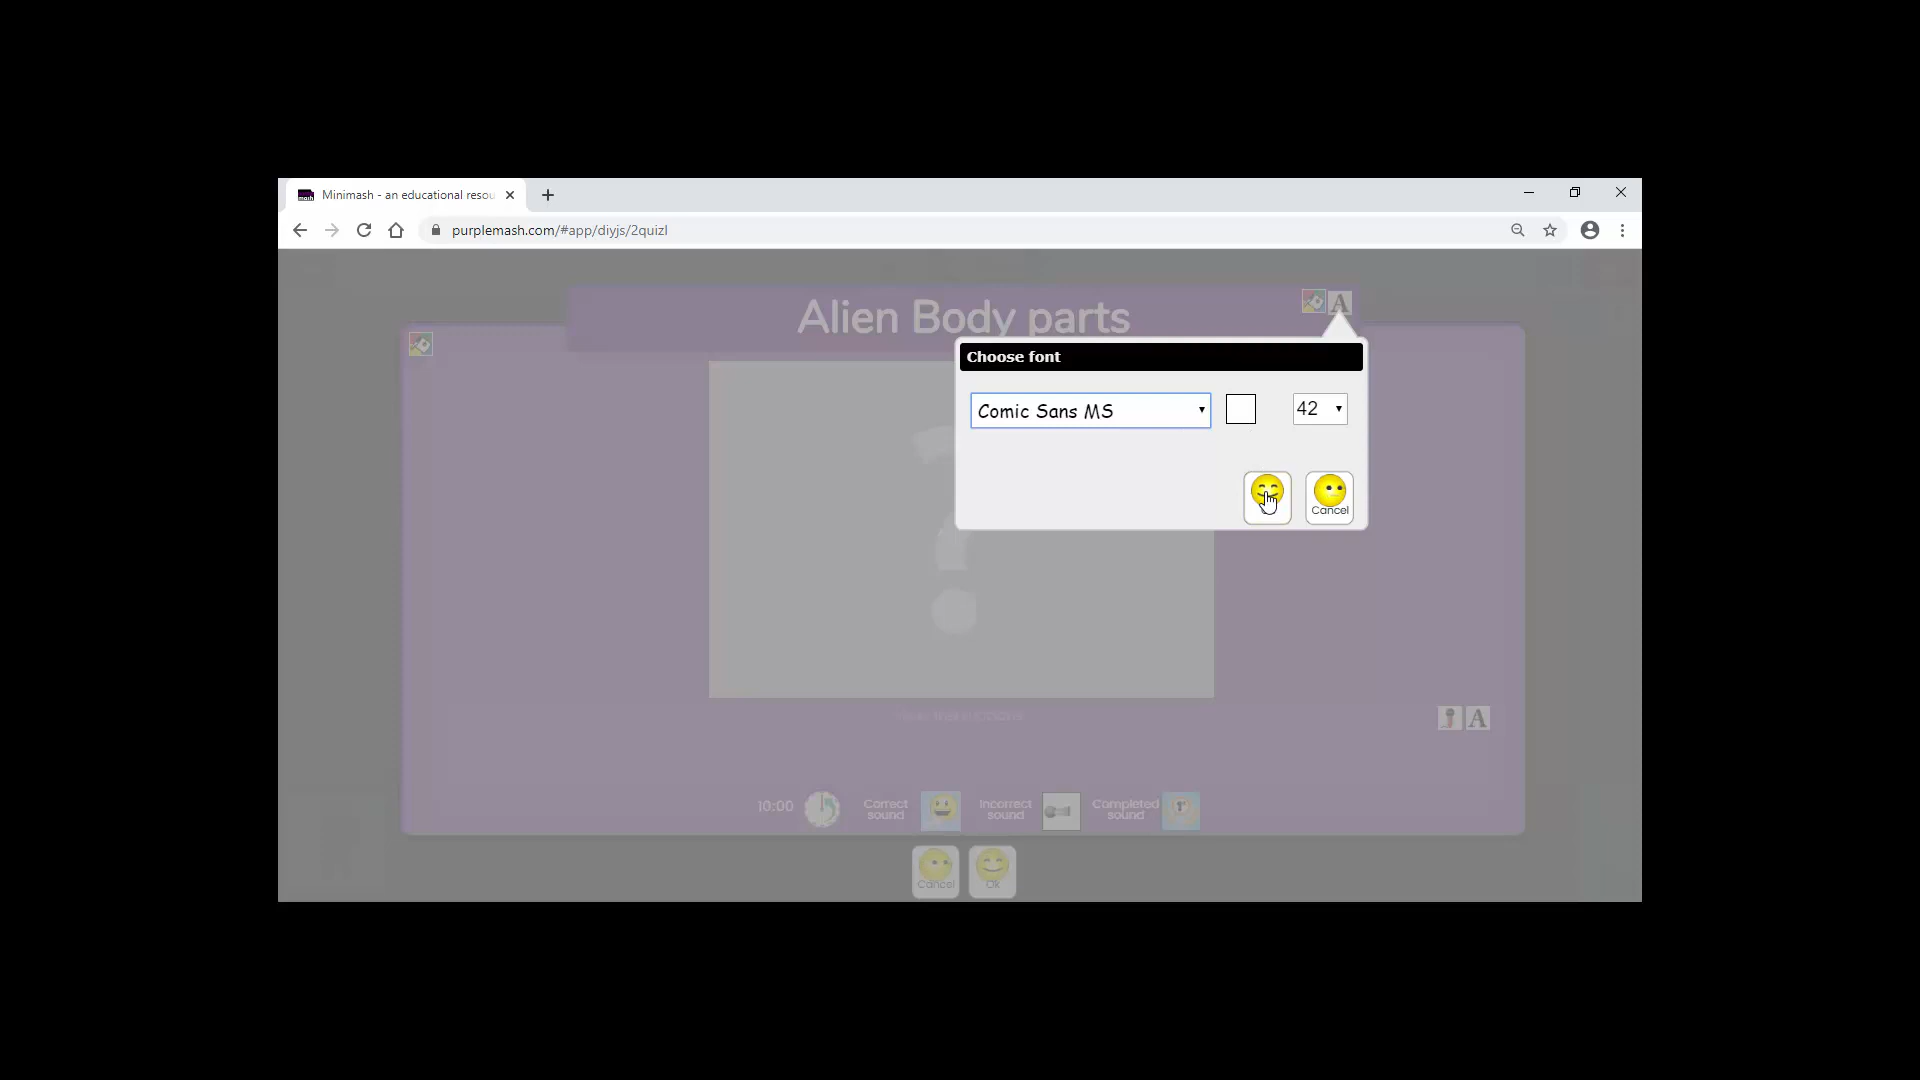 Minimash - an educational resou
purplemash.com/#app/diyjs/2quizl
Alien Body parts
A
Choose font
Comic Sans MS
42
Cancel
A
10:00
Correct sound
Incorrect sound
Completed sound
Cancel
Ok